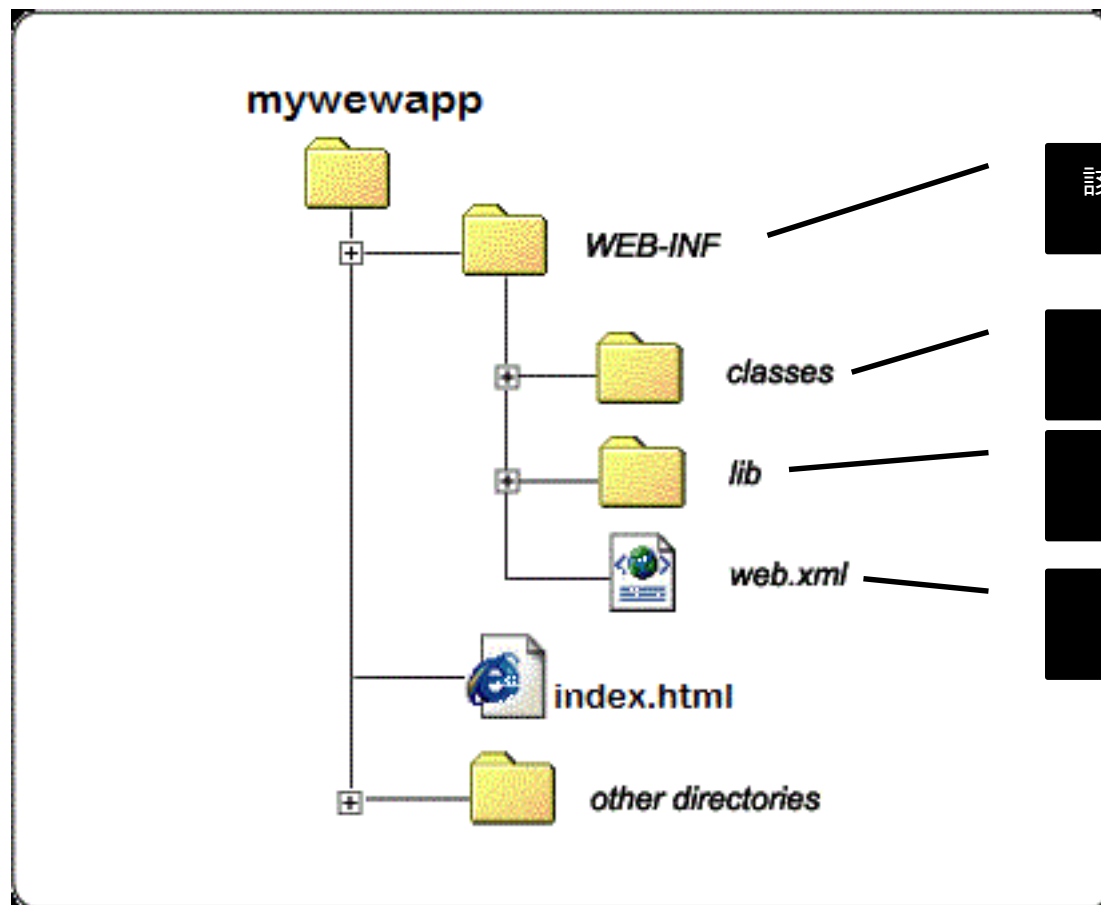 mywewapp
WEB-INF
classes
lib
web.xml
index.html
other directories